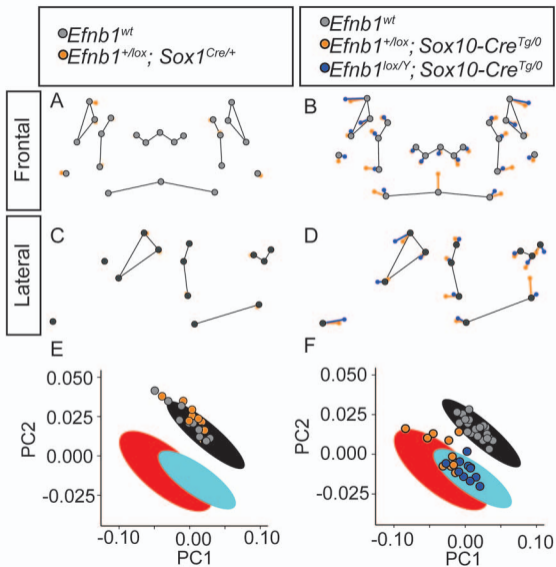 Efnb1wt
Efnb1+/lox; Sox1Cre/+
Efnb1wt
Efnb1+/lox; Sox10-CreTg/0
Efnb1lox/Y; Sox10-CreTg/0
Frontal
A
B
Lateral
C
D
E
0.050
0.025
0.000
-0.025
PC2
-0.10
0.00
0.10
PC1
F
0.050
0.025
0.000
-0.025
PC2
-0.10
0.00
0.10
PC1